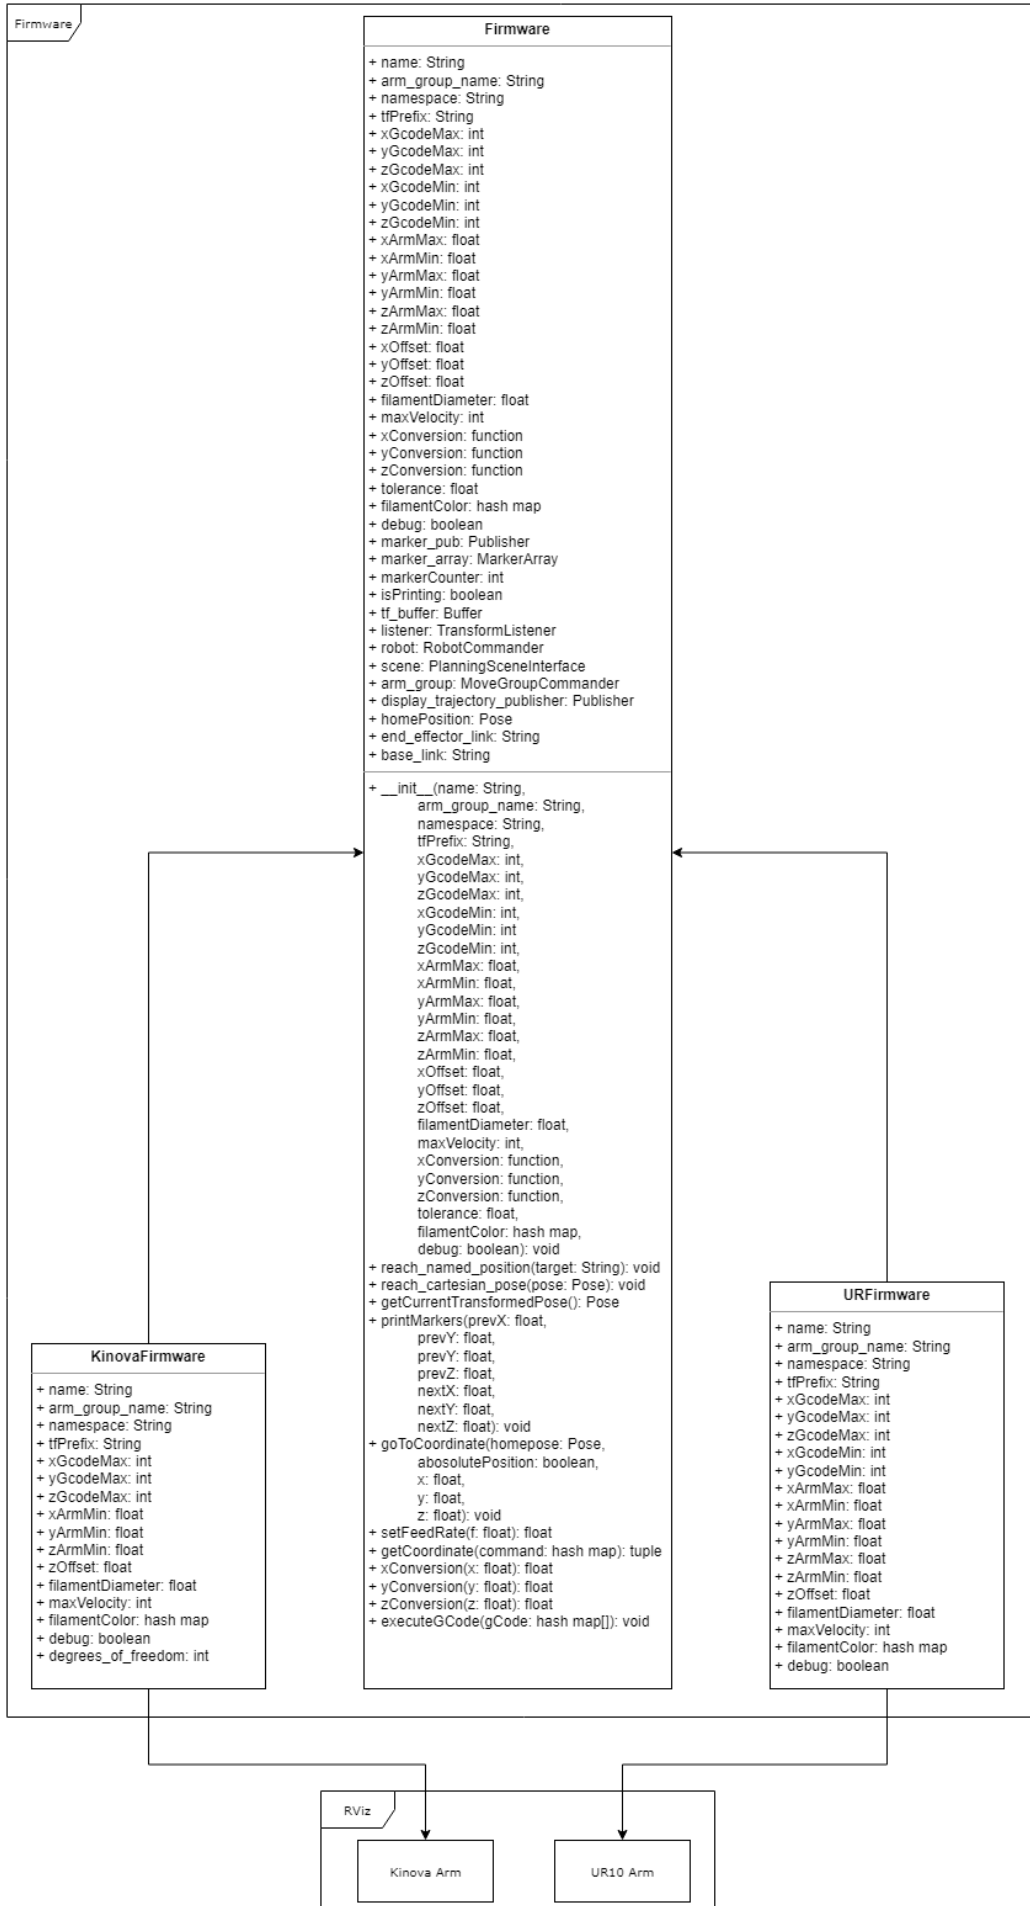 Firmware
Firmware
+ name: String
+ arm_group_name: String
+ namespace: String
+ tfPrefix: String
+ xGcodeMax: int
+ yGcodeMax: int
+ zGcodeMax: int
+ xGcodeMin: int
+ yGcodeMin: int
+ zGcodeMin: int
+ xArmMax: float
+ xArmMin: float
+ yArmMax: float
+ yArmMin: float
+ zArmMax: float
+ zArmMin: float
+ xOffset: float
+ yOffset: float
+ zOffset: float
+ filamentDiameter: float
+ maxVelocity: int
+ xConversion: function
+ yConversion: function
+ zConversion: function
+ tolerance: float
+ filamentColor: hash map
+ debug: boolean
+ marker_pub: Publisher
+ marker_array: MarkerArray
+ markerCounter: int
+ isPrinting: boolean
+ tf_buffer: Buffer
+ listener: TransformListener
+ robot: RobotCommander
+ scene: PlanningSceneInterface
+ arm_group: MoveGroupCommander
+ display_trajectory_publisher: Publisher
+ homePosition: Pose
+ end_effector_link: String
+ base_link: String
+ __init__(name: String,
arm_group_name: String,
namespace: String,
tfPrefix: String,
xGcodeMax: int,
yGcodeMax: int,
zGcodeMax: int,
xGcodeMin: int,
yGcodeMin: int
zGcodeMin: int,
xArmMax: float,
xArmMin: float,
yArmMax: float,
yArmMin: float,
zArmMax: float,
zArmMin: float,
xOffset: float,
yOffset: float,
zOffset: float,
filamentDiameter: float,
maxVelocity: int,
xConversion: function,
yConversion: function,
zConversion: function,
tolerance: float,
filamentColor: hash map,
debug: boolean): void
+ reach_named_position(target: String): void
+ reach_cartesian_pose(pose: Pose): void
+ getCurrentTransformedPose(): Pose
+ printMarkers(prevX: float,
prevY: float,
prevY: float,
prevZ: float,
nextX: float,
nextY: float,
nextZ: float): void
+ goToCoordinate(homepose: Pose,
abosolutePosition: boolean,
x: float,
y: float,
z: float): void
+ setFeedRate(f: float): float
+ getCoordinate(command: hash map): tuple
+ xConversion(x: float): float
+ yConversion(y: float): float
+ zConversion(z: float): float
+ executeGCode(gCode: hash map[]): void
KinovaFirmware
+ name: String
+ arm_group_name: String
+ namespace: String
+ tfPrefix: String
+ xGcodeMax: int
+ yGcodeMax: int
+ zGcodeMax: int
+ xArmMin: float
+ yArmMin: float
+ zArmMin: float
+ zOffset: float
+ filamentDiameter: float
+ maxVelocity: int
+ filamentColor: hash map
+ debug: boolean
+ degrees_of_freedom: int
URFirmware
+ name: String
+ arm_group_name: String
+ namespace: String
+ tfPrefix: String
+ xGcodeMax: int
+ yGcodeMax: int
+ zGcodeMax: int
+ xGcodeMin: int
+ yGcodeMin: int
+ xArmMax: float
+ xArmMin: float
+ yArmMax: float
+ yArmMin: float
+ zArmMax: float
+ zArmMin: float
+ zOffset: float
+ filamentDiameter: float
+ maxVelocity: int
+ filamentColor: hash map
+ debug: boolean
RViz
Kinova Arm
UR10 Arm